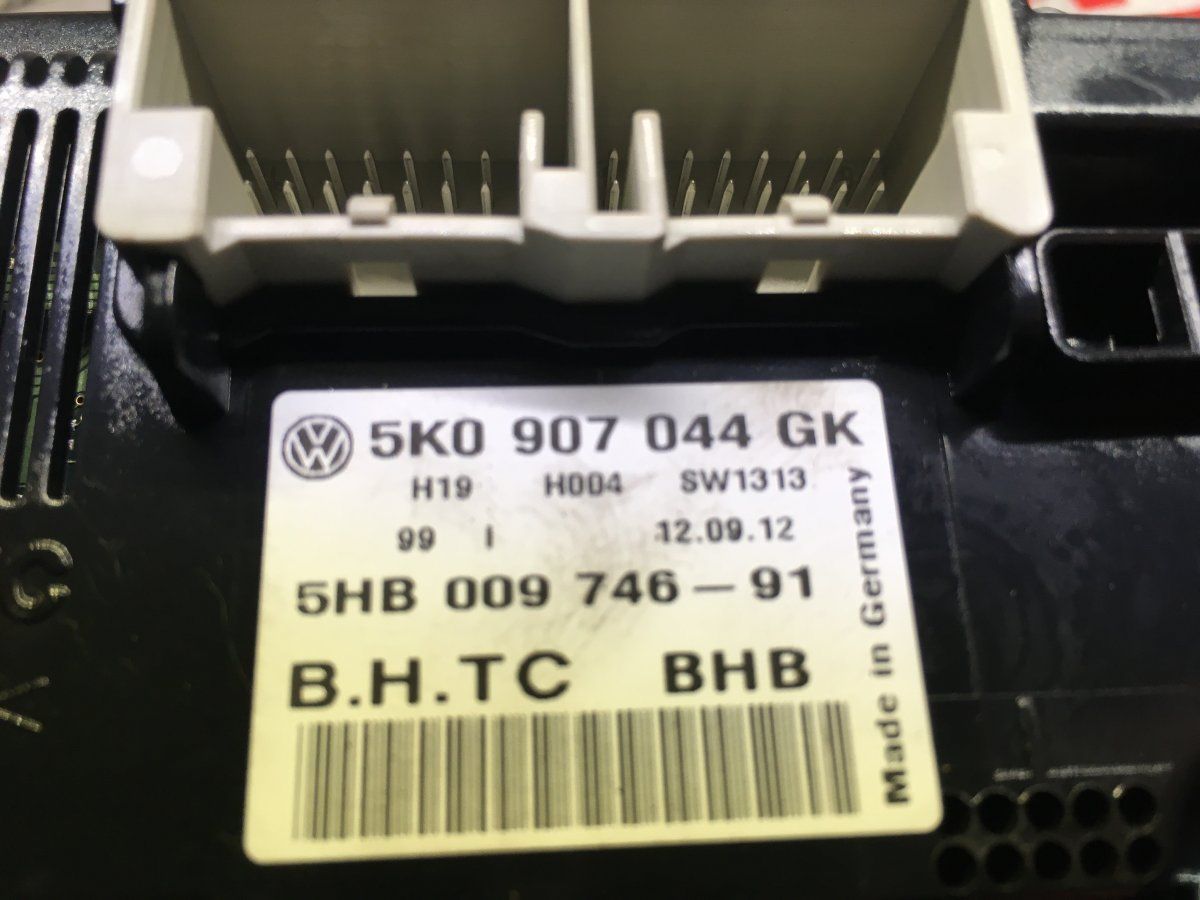 5K0 907 044 GK
H19 H004 SW1313
99 I 12.09.12
5HB 009 746-91
B.H.TC BHB
Made in Germany